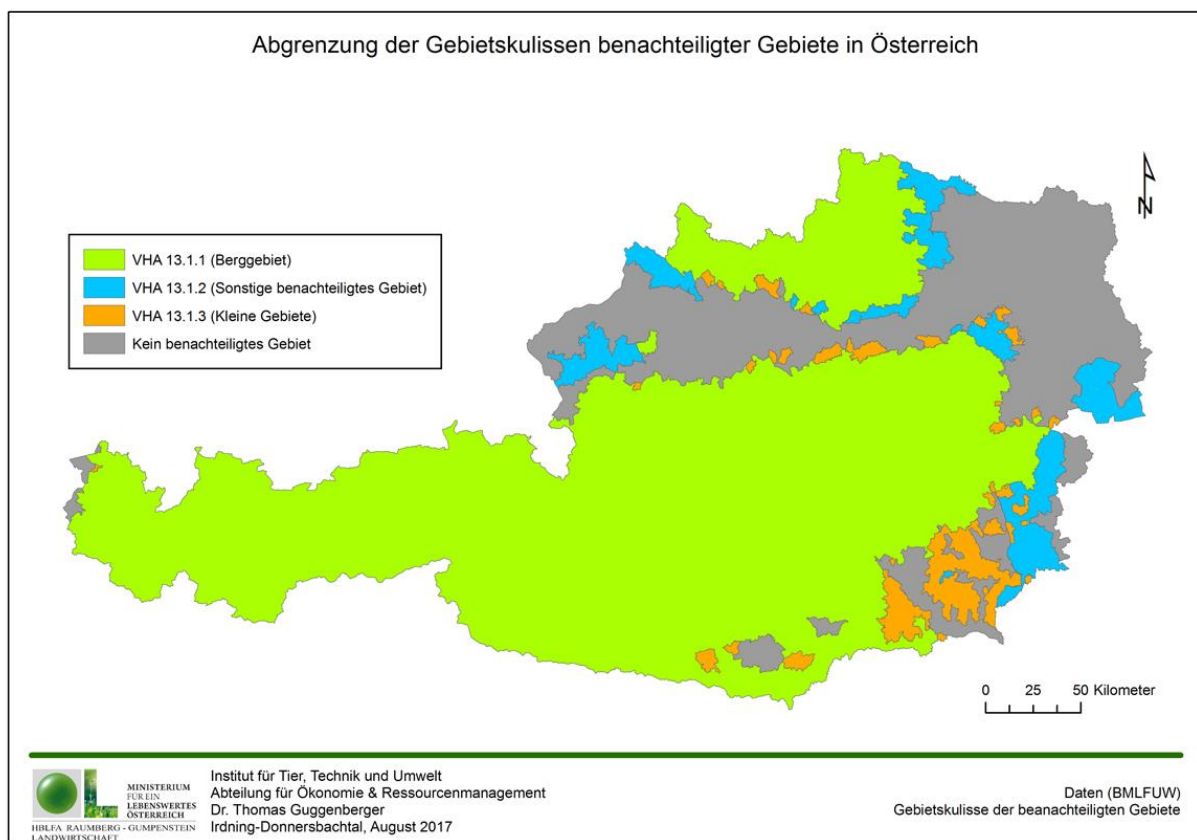 Abgrenzung der Gebietskulissen benachteiligter Gebiete in Österreich
N
VHA 13.1.1 (Berggebiet)
VHA 13.1.2 (Sonstige benachteiligtes Gebiet)
VHA 13.1.3 (Kleine Gebiete)
Kein benachteiligtes Gebiet
0 25 50 Kilometer
MINISTERIUM
FÜR EIN
LEBENSWERTES
ÖSTERREICH
HBLFA RAUMBERG - GUMPENSTEIN
LANDWIRTSCHAFT
Institut für Tier, Technik und Umwelt
Abteilung für Ökonomie & Ressourcenmanagement
Dr. Thomas Guggenberger
Irdning-Donnersbachtal, August 2017
Daten (BMLFUW)
Gebietskulisse der beanachteiligten Gebiete